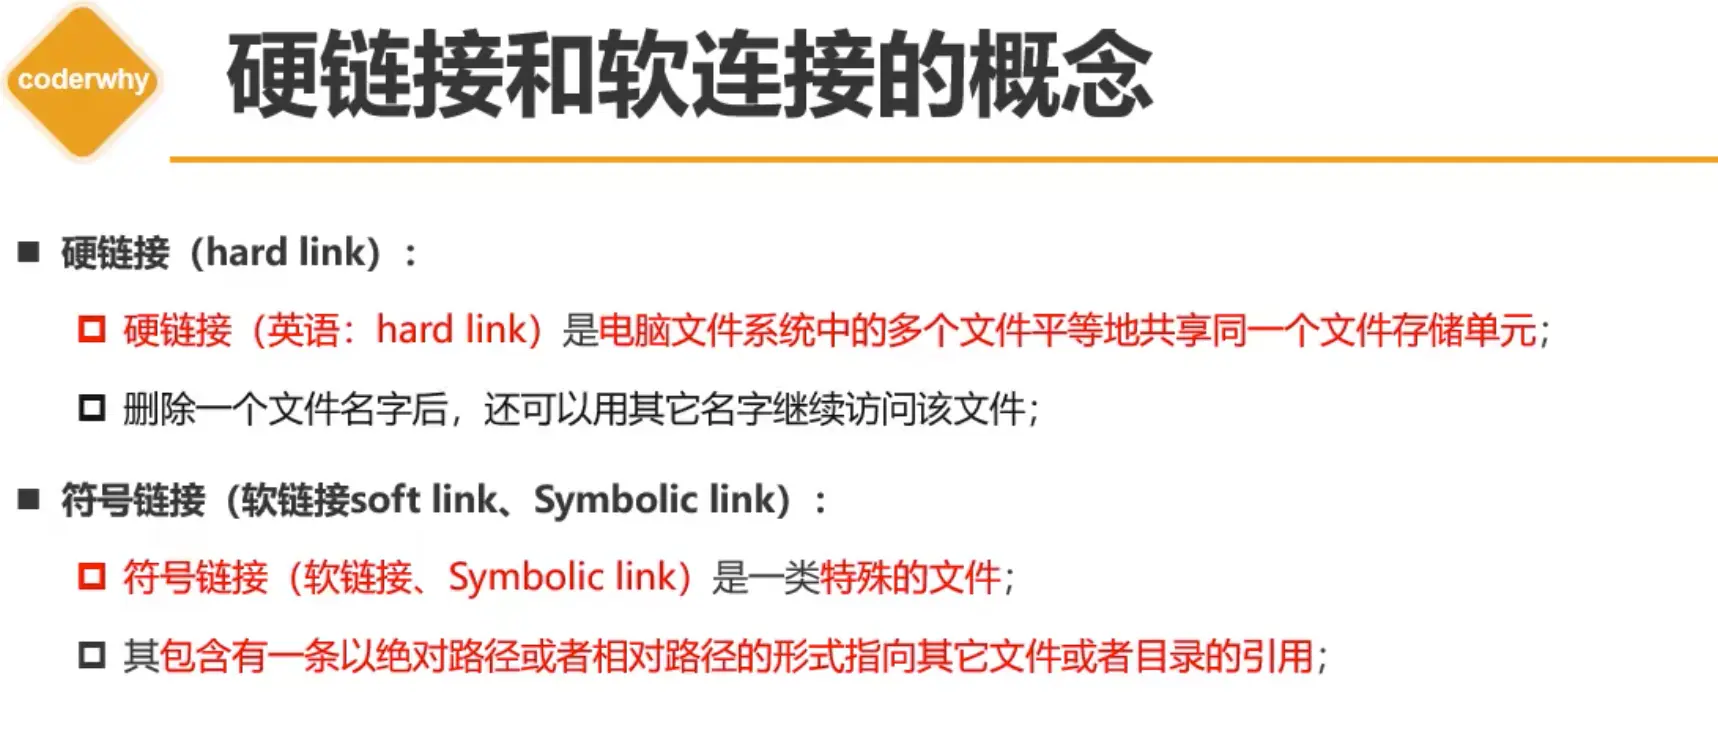 coderwhy
硬链接和软连接的概念
硬链接（hard link）：
硬链接（英语：hard link）是电脑文件系统中的多个文件平等地共享同一个文件存储单元；
删除一个文件名字后，还可以用其它名字继续访问该文件；
符号链接（软链接soft link、Symbolic link）：
符号链接（软链接、Symbolic link）是一类特殊的文件；
其包含有一条以绝对路径或者相对路径的形式指向其它文件或者目录的引用；